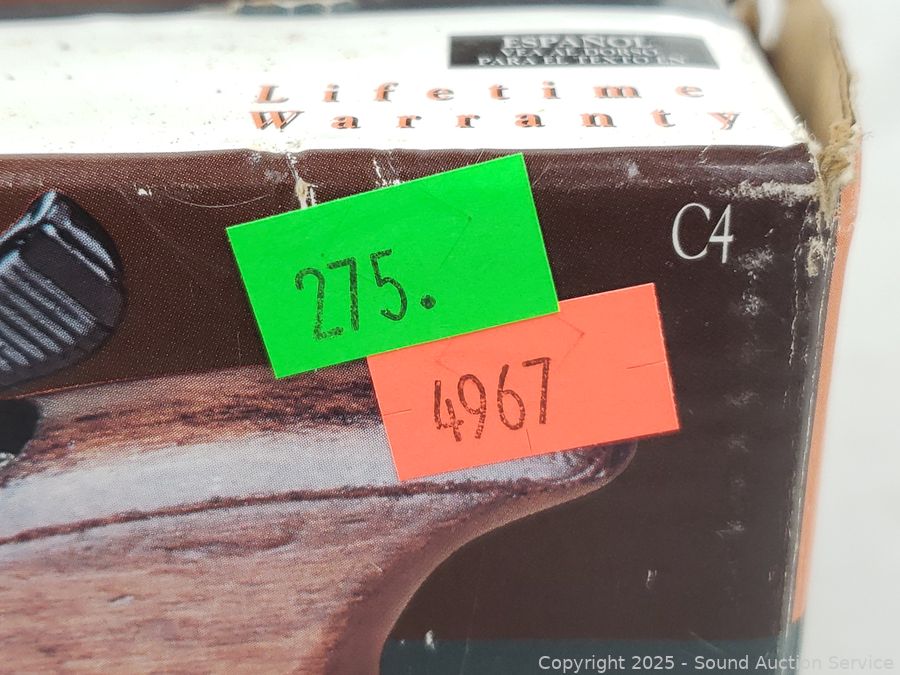 ESPAÑOL
VEA AL DORSO
PARA EL TEXTO EN
Lifetime
Warranty
C4
275.
4967
Copyright © 2025 - Sound Auction Service